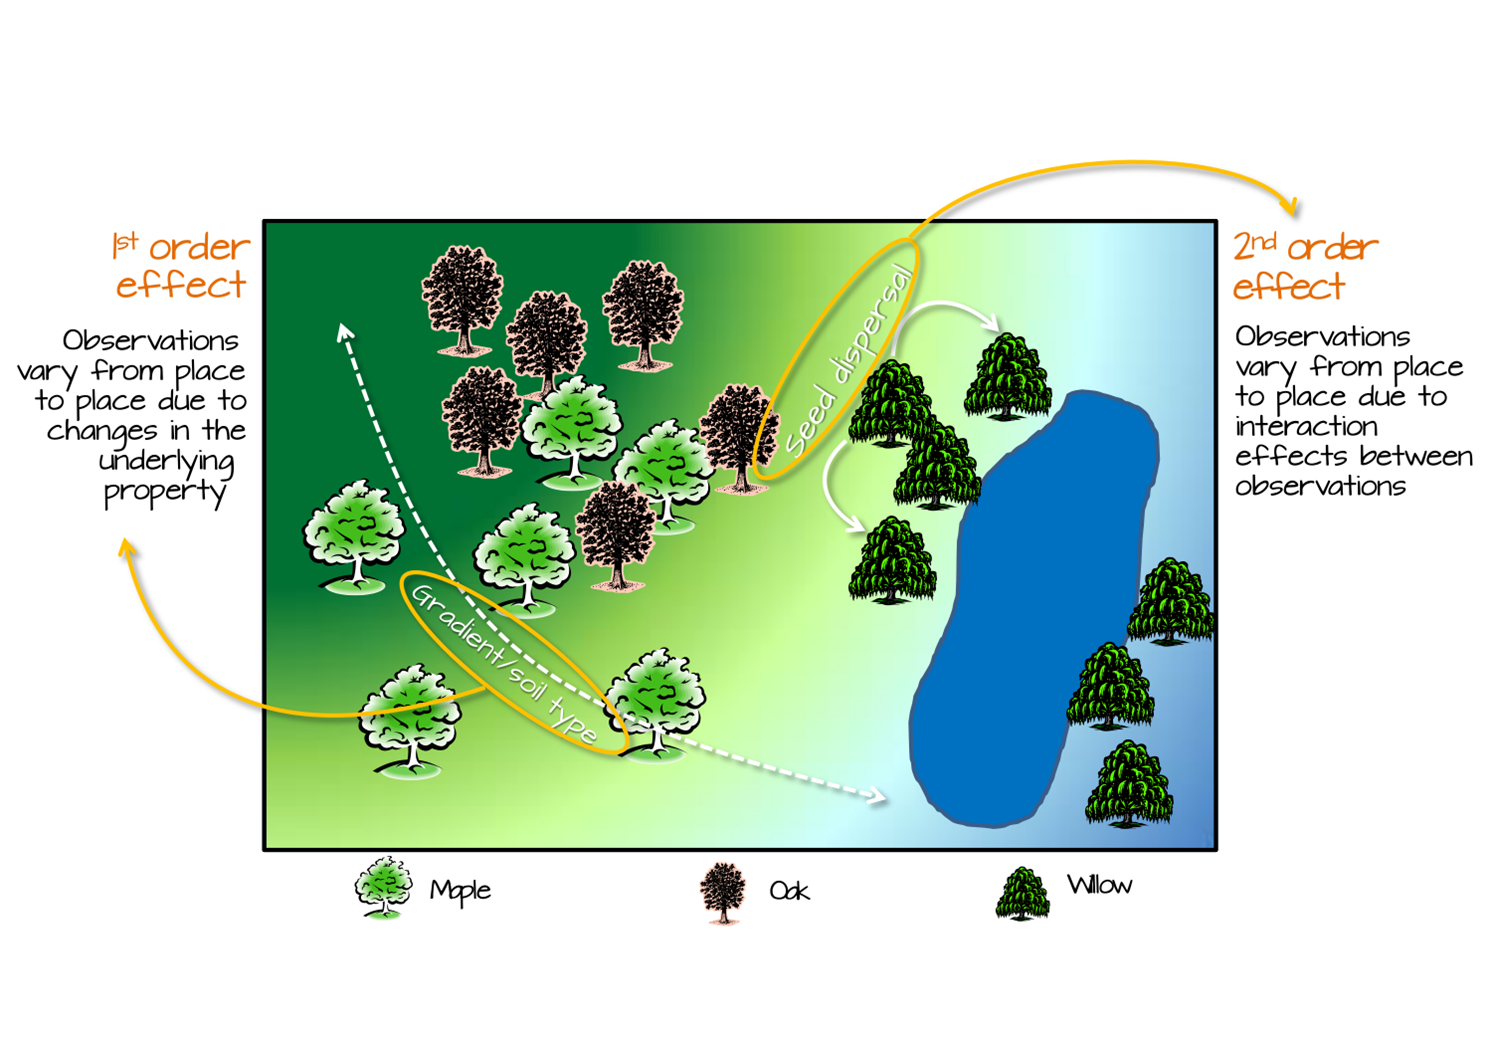 1st order
effect
Observations
vary from place
to place due to
changes in the
underlying
property
Seed dispersal
Gradient/soil type
2nd order
effect
Observations
vary from place
to place due to
interaction
effects between
observations
Maple
Oak
Willow